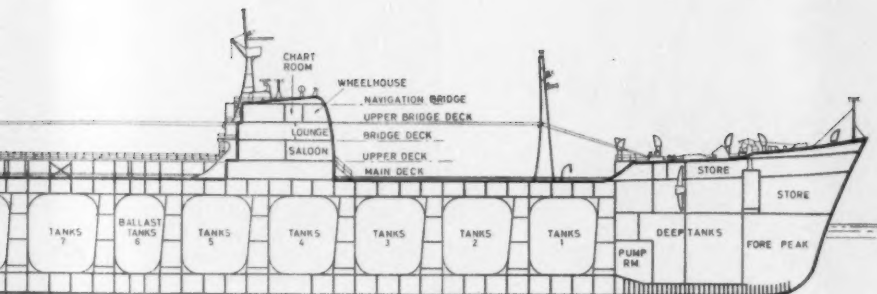 CHART
ROOM
WHEELHOUSE
NAVIGATION BRIDGE
UPPER BRIDGE DECK
LOUNGE
BRIDGE DECK
SALOON
UPPER DECK
MAIN DECK
STORE
STORE
TANKS
7
BALLAST
TANKS
6
TANKS
5
TANKS
4
TANKS
3
TANKS
2
TANKS
1
DEEP TANKS
FORE PEAK
PUMP
RM